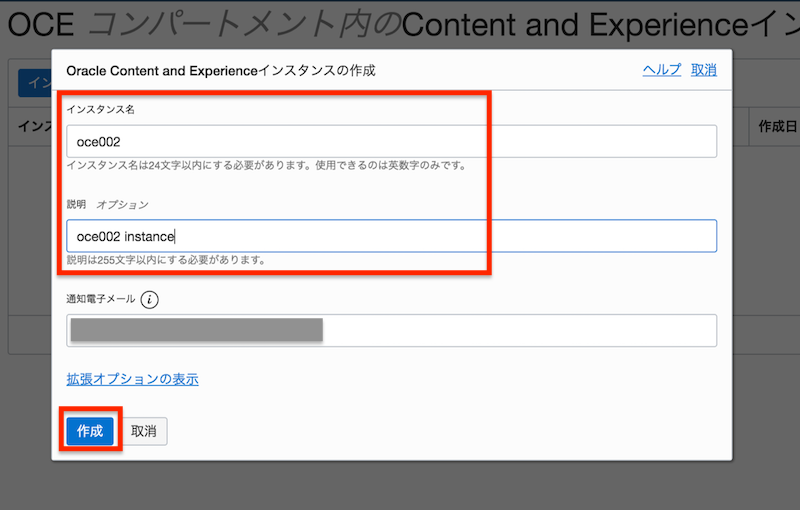 OCE コンパートメント内のContent and Experienceイン
イン
インス
作成日
Oracle Content and Experienceインスタンスの作成
ヘルプ 取消
インスタンス名
oce002
インスタンス名は24文字以内にする必要があります。使用できるのは英数字のみです。
説明 オプション
oce002 instance
説明は255文字以内にする必要があります。
通知電子メール i
拡張オプションの表示
作成 取消